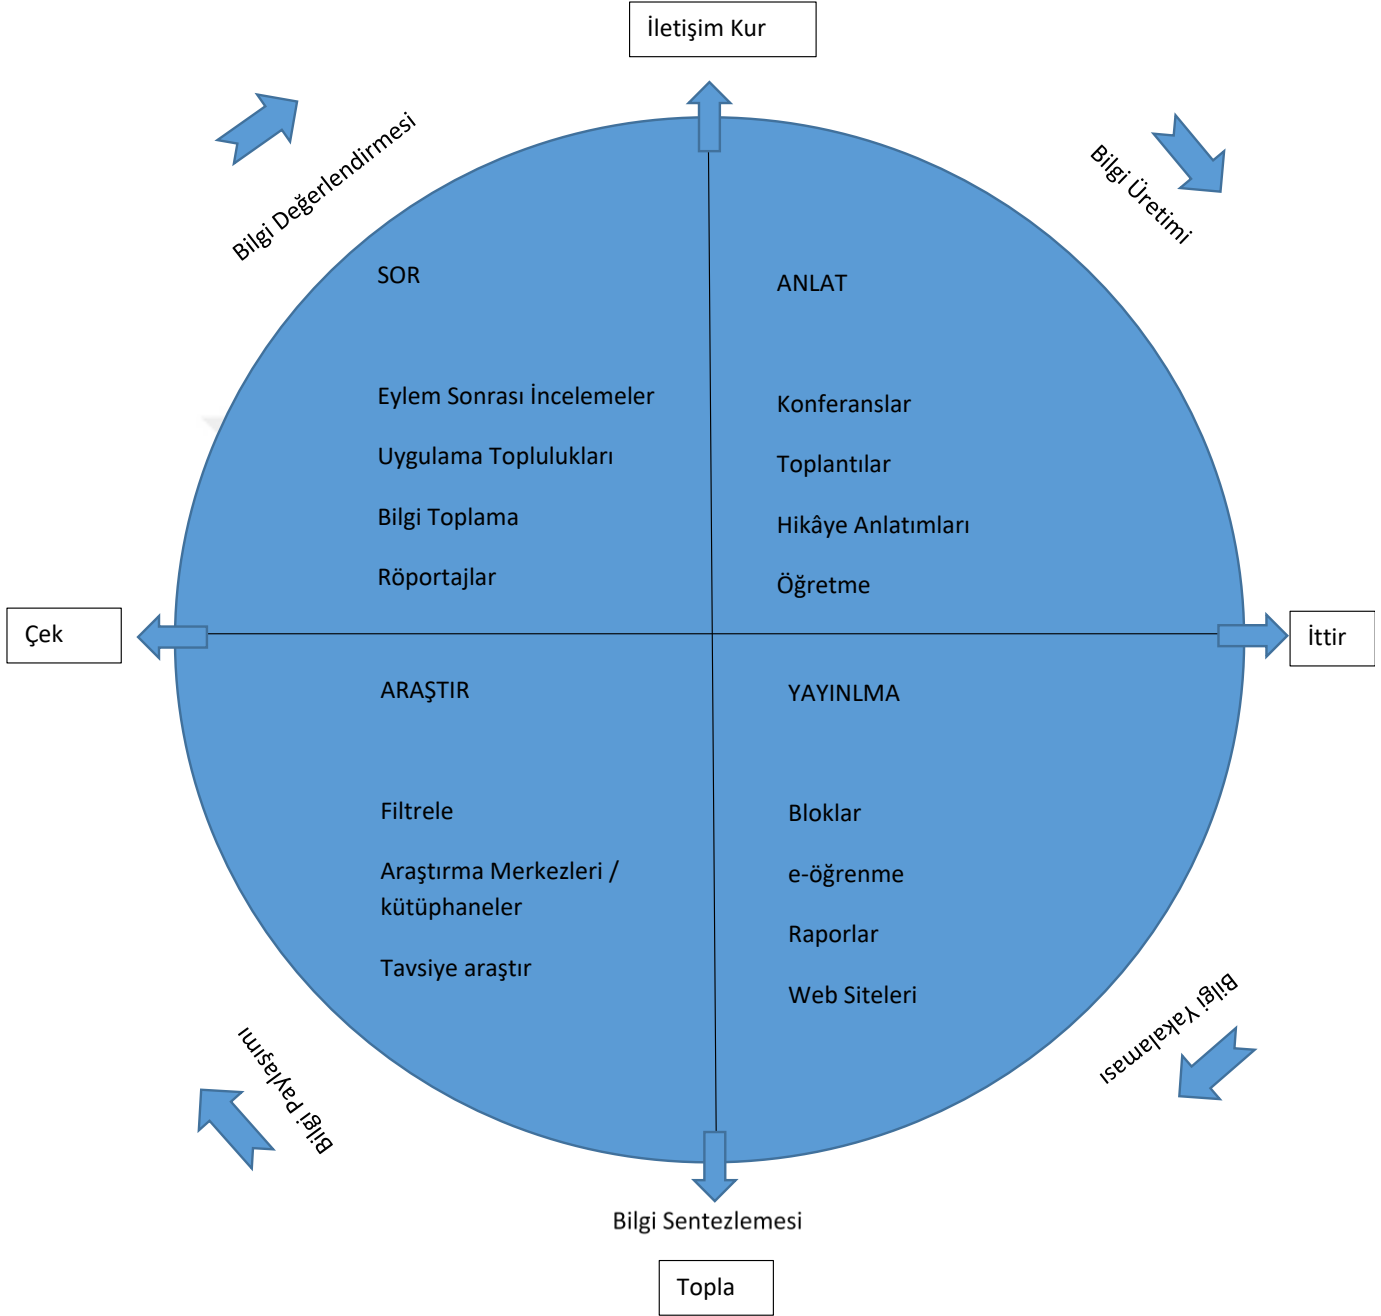 İletişim Kur
Bilgi Değerlendirmesi
Bilgi Üretimi
SOR
Eylem Sonrası İncelemeler
Uygulama Toplulukları
Bilgi Toplama
Röportajlar
ANLAT
Konferanslar
Toplantılar
Hikâye Anlatımları
Öğretme
Çek
İttir
ARAŞTIR
Filtrele
Araştırma Merkezleri /
kütüphaneler
Tavsiye araştır
YAYINLMA
Bloklar
e-öğrenme
Raporlar
Web Siteleri
Bilgi Paylaşımı
Bilgi Yakalaması
Bilgi Sentezlemesi
Topla